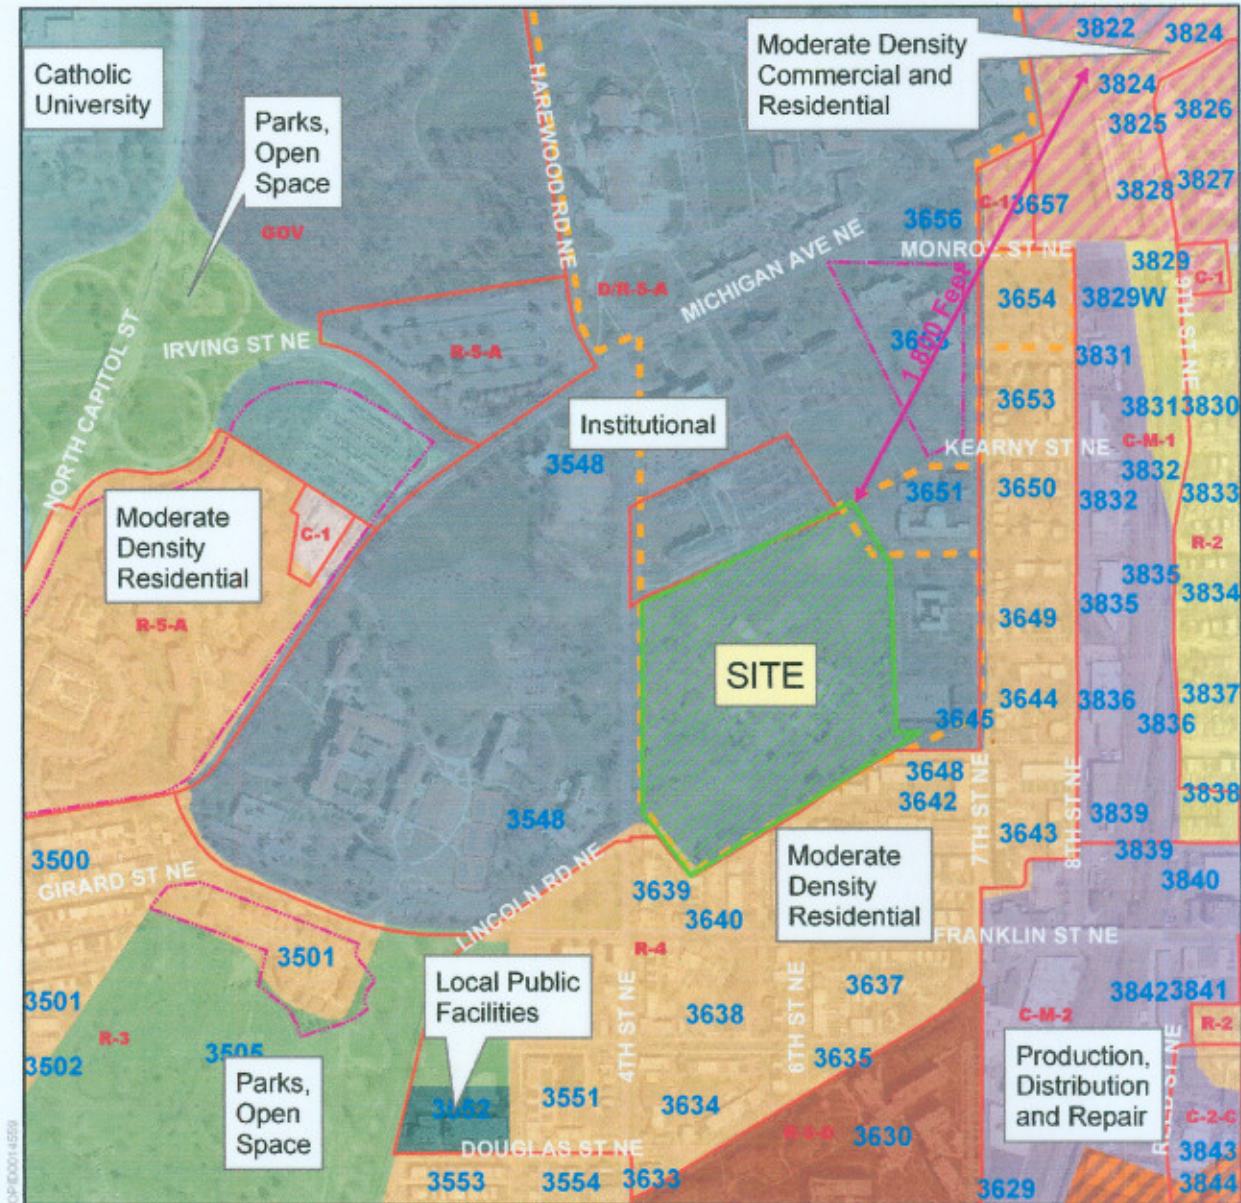 3822
3824
Moderate Density
Commercial and
Residential
Catholic
University
3824
3826
3825
Parks,
Open
Space
HAREWOOD RD NE
3828
3827
C-1
3657
3656
GOV
MONROE ST NE
3829
C-1
D/R-5-A
MICHIGAN AVE NE
3654
3829W
9TH ST NE
1,800 Feet
IRVING ST NE
R-5-A
3831
NORTH CAPITOL ST
3653
3831
3830
Institutional
C-M-1
KEARNY ST NE
3548
3832
3651
3650
3832
3833
Moderate
Density
Residential
C-1
R-2
3835
3834
3835
3649
R-5-A
SITE
3644
3836
3837
3645
3836
3648
3642
3838
3548
3839
7TH ST NE
3643
8TH ST NE
3839
3500
Moderate
Density
Residential
GIRARD ST NE
LINCOLN RD NE
3639
3840
3640
FRANKLIN ST NE
R-4
3501
Local Public
Facilities
3637
3842
3841
3501
4TH ST NE
3638
6TH ST NE
C-M-2
R-2
R-3
3505
3635
3502
Production,
Distribution
and Repair
Parks,
Open
Space
3552
3551
3634
3630
C-2-C
DOUGLAS ST NE
3843
3553
3554
3633
3629
3844